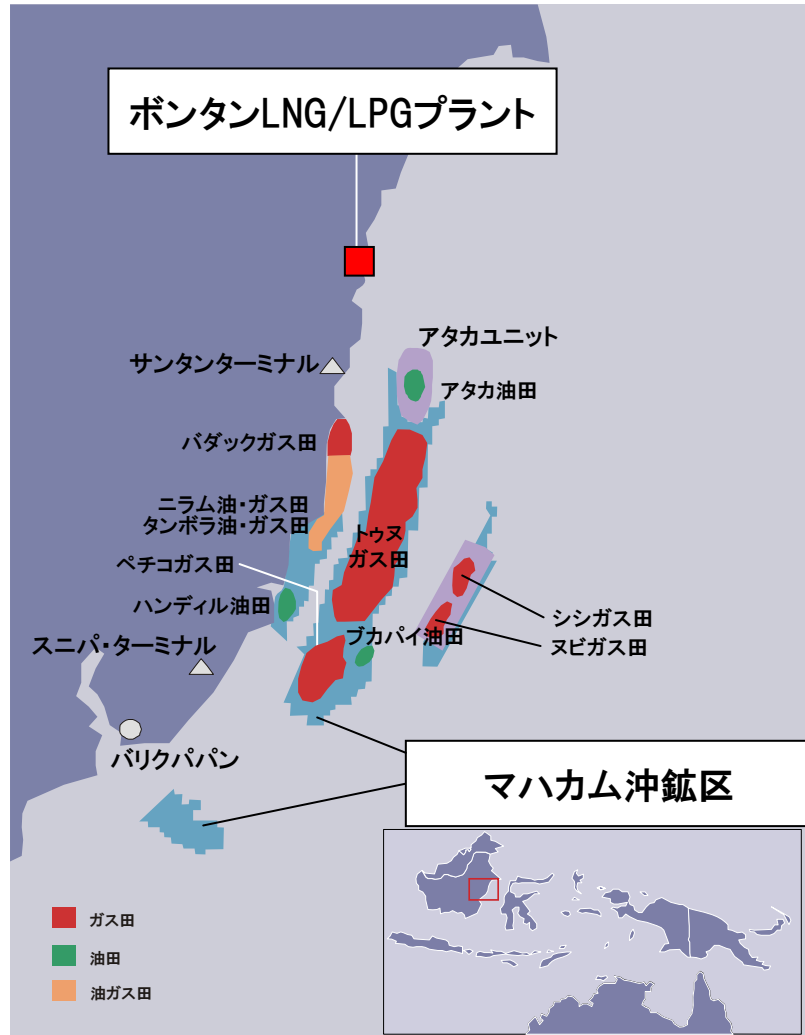 ボンタンLNG/LPGプラント
アタカユニット
サンタンターミナル
アタカ油田
バダックガス田
ニラム油・ガス田
タンボラ油・ガス田
トゥヌ
ガス田
ペチコガス田
ハンディル油田
シシガス田
ブカパイ油田
ヌビガス田
スニパ・ターミナル
バリクパパン
マハカム沖鉱区
ガス田
油田
油ガス田